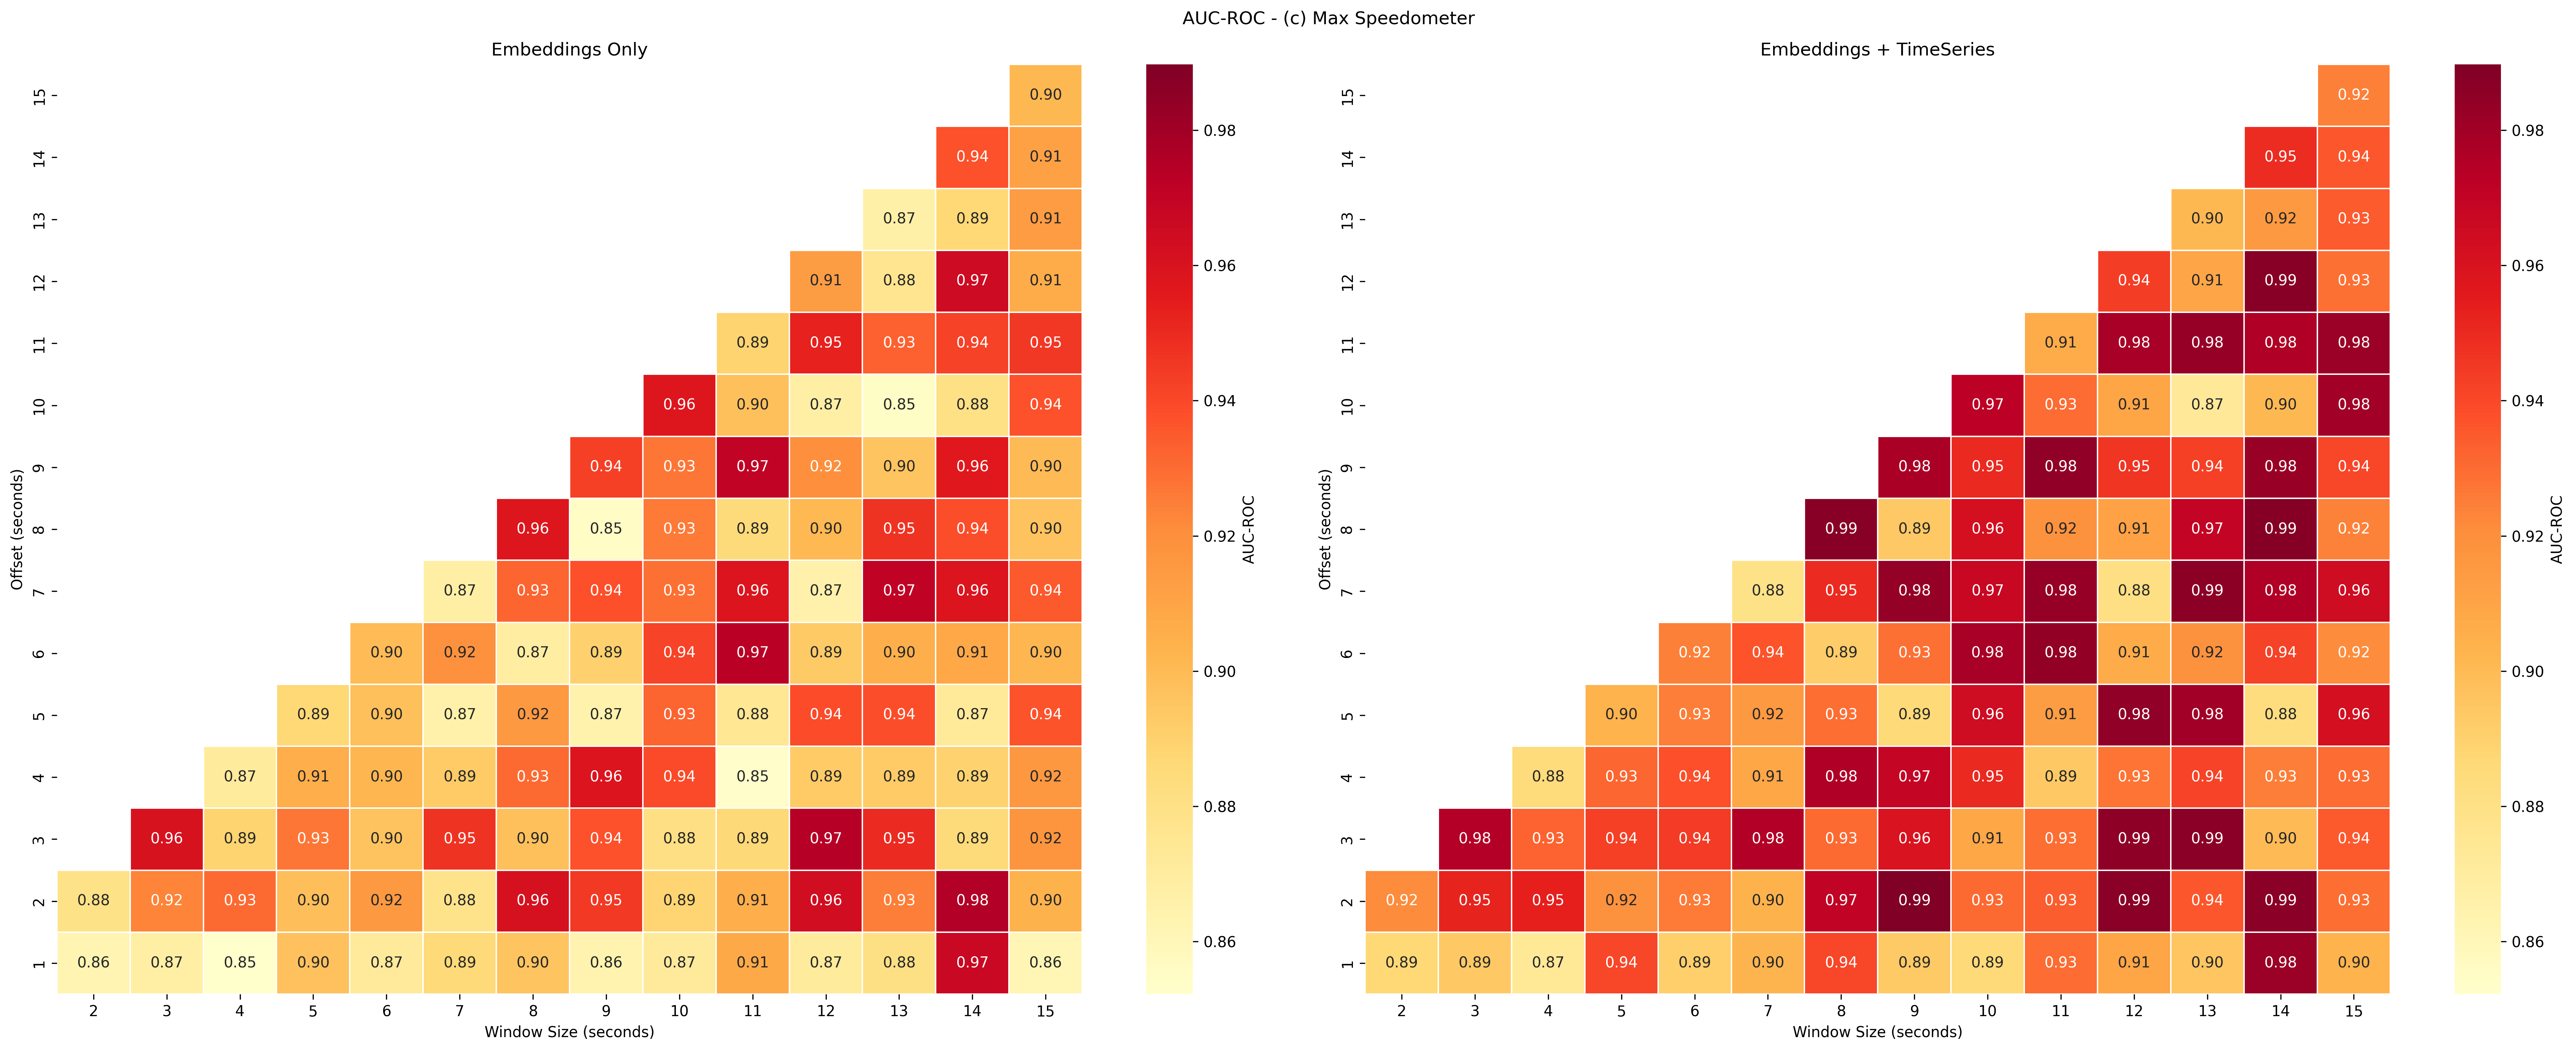 AUC-ROC - (c) Max Speedometer
Embeddings Only
15 0.90
14 0.94 0.91
13 0.87 0.89 0.91
12 0.91 0.88 0.97 0.91
11 0.89 0.95 0.93 0.94 0.95
10 0.96 0.90 0.87 0.85 0.88 0.94
9 0.94 0.93 0.97 0.92 0.90 0.96 0.90
8 0.96 0.85 0.93 0.89 0.90 0.95 0.94 0.90
7 0.87 0.93 0.94 0.93 0.96 0.87 0.97 0.96 0.94
6 0.90 0.92 0.87 0.89 0.94 0.97 0.89 0.90 0.91 0.90
5 0.89 0.90 0.87 0.92 0.87 0.93 0.88 0.94 0.94 0.87 0.94
4 0.87 0.91 0.90 0.89 0.93 0.96 0.94 0.85 0.89 0.89 0.89 0.92
3 0.96 0.89 0.93 0.90 0.95 0.90 0.94 0.88 0.89 0.97 0.95 0.89 0.92
2 0.88 0.92 0.93 0.90 0.92 0.88 0.96 0.95 0.89 0.91 0.96 0.93 0.98 0.90
1 0.86 0.87 0.85 0.90 0.87 0.89 0.90 0.86 0.87 0.91 0.87 0.88 0.97 0.86
2 3 4 5 6 7 8 9 10 11 12 13 14 15
Window Size (seconds)
Offset (seconds)
0.98
0.96
0.94
0.92
0.90
0.88
0.86
AUC-ROC
Embeddings + TimeSeries
15 0.92
14 0.95 0.94
13 0.90 0.92 0.93
12 0.94 0.91 0.99 0.93
11 0.91 0.98 0.98 0.98 0.98
10 0.97 0.93 0.91 0.87 0.90 0.98
9 0.98 0.95 0.98 0.95 0.94 0.98 0.94
8 0.99 0.89 0.96 0.92 0.91 0.97 0.99 0.92
7 0.88 0.95 0.98 0.97 0.98 0.88 0.99 0.98 0.96
6 0.92 0.94 0.89 0.93 0.98 0.98 0.91 0.92 0.94 0.92
5 0.90 0.93 0.92 0.93 0.89 0.96 0.91 0.98 0.98 0.88 0.96
4 0.88 0.93 0.94 0.91 0.98 0.97 0.95 0.89 0.93 0.94 0.93 0.93
3 0.98 0.93 0.94 0.94 0.98 0.93 0.96 0.91 0.93 0.99 0.99 0.90 0.94
2 0.92 0.95 0.95 0.92 0.93 0.90 0.97 0.99 0.93 0.93 0.99 0.94 0.99 0.93
1 0.89 0.89 0.87 0.94 0.89 0.90 0.94 0.89 0.89 0.93 0.91 0.90 0.98 0.90
2 3 4 5 6 7 8 9 10 11 12 13 14 15
Window Size (seconds)
Offset (seconds)
0.98
0.96
0.94
0.92
0.90
0.88
0.86
AUC-ROC